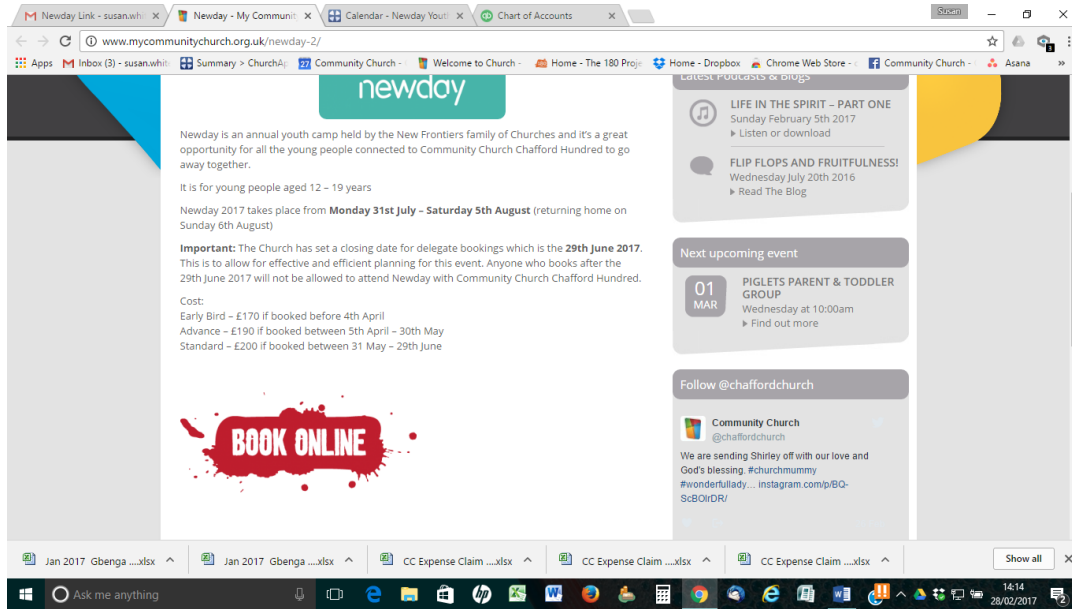 Newday Link - susan.whi
Newday - My Communit
Calendar - Newday Yout
Chart of Accounts
Susan
www.mycommunitychurch.org.uk/newday-2/
Apps
Inbox (3) - susan.white
Summary > ChurchAp
Community Church -
Welcome to Church -
Home - The 180 Proje
Home - Dropbox
Chrome Web Store - c
Community Church -
Asana
»
newday
Newday is an annual youth camp held by the New Frontiers family of Churches and it's a great
opportunity for all the young people connected to Community Church Chafford Hundred to go
away together.
It is for young people aged 12 – 19 years
Newday 2017 takes place from Monday 31st July – Saturday 5th August (returning home on
Sunday 6th August)
Important: The Church has set a closing date for delegate bookings which is the 29th June 2017.
This is to allow for effective and efficient planning for this event. Anyone who books after the
29th June 2017 will not be allowed to attend Newday with Community Church Chafford Hundred.
Cost:
Early Bird – £170 if booked before 4th April
Advance – £190 if booked between 5th April – 30th May
Standard – £200 if booked between 31 May – 29th June
BOOK ONLINE
Latest Podcasts & Blogs
LIFE IN THE SPIRIT – PART ONE
Sunday February 5th 2017
Listen or download
FLIP FLOPS AND FRUITFULNESS!
Wednesday July 20th 2016
Read The Blog
Next upcoming event
01
MAR
PIGLETS PARENT & TODDLER
GROUP
Wednesday at 10:00am
Find out more
Follow @chaffordchurch
Community Church
@chaffordchurch
We are sending Shirley off with our love and
God's blessing. #churchmummy
#wonderfullady… instagram.com/p/BQ-
ScBOlrDR/
Jan 2017 Gbenga ....xlsx
Jan 2017 Gbenga ....xlsx
CC Expense Claim ....xlsx
CC Expense Claim ....xlsx
CC Expense Claim ....xlsx
Show all
Ask me anything
14:14
28/02/2017